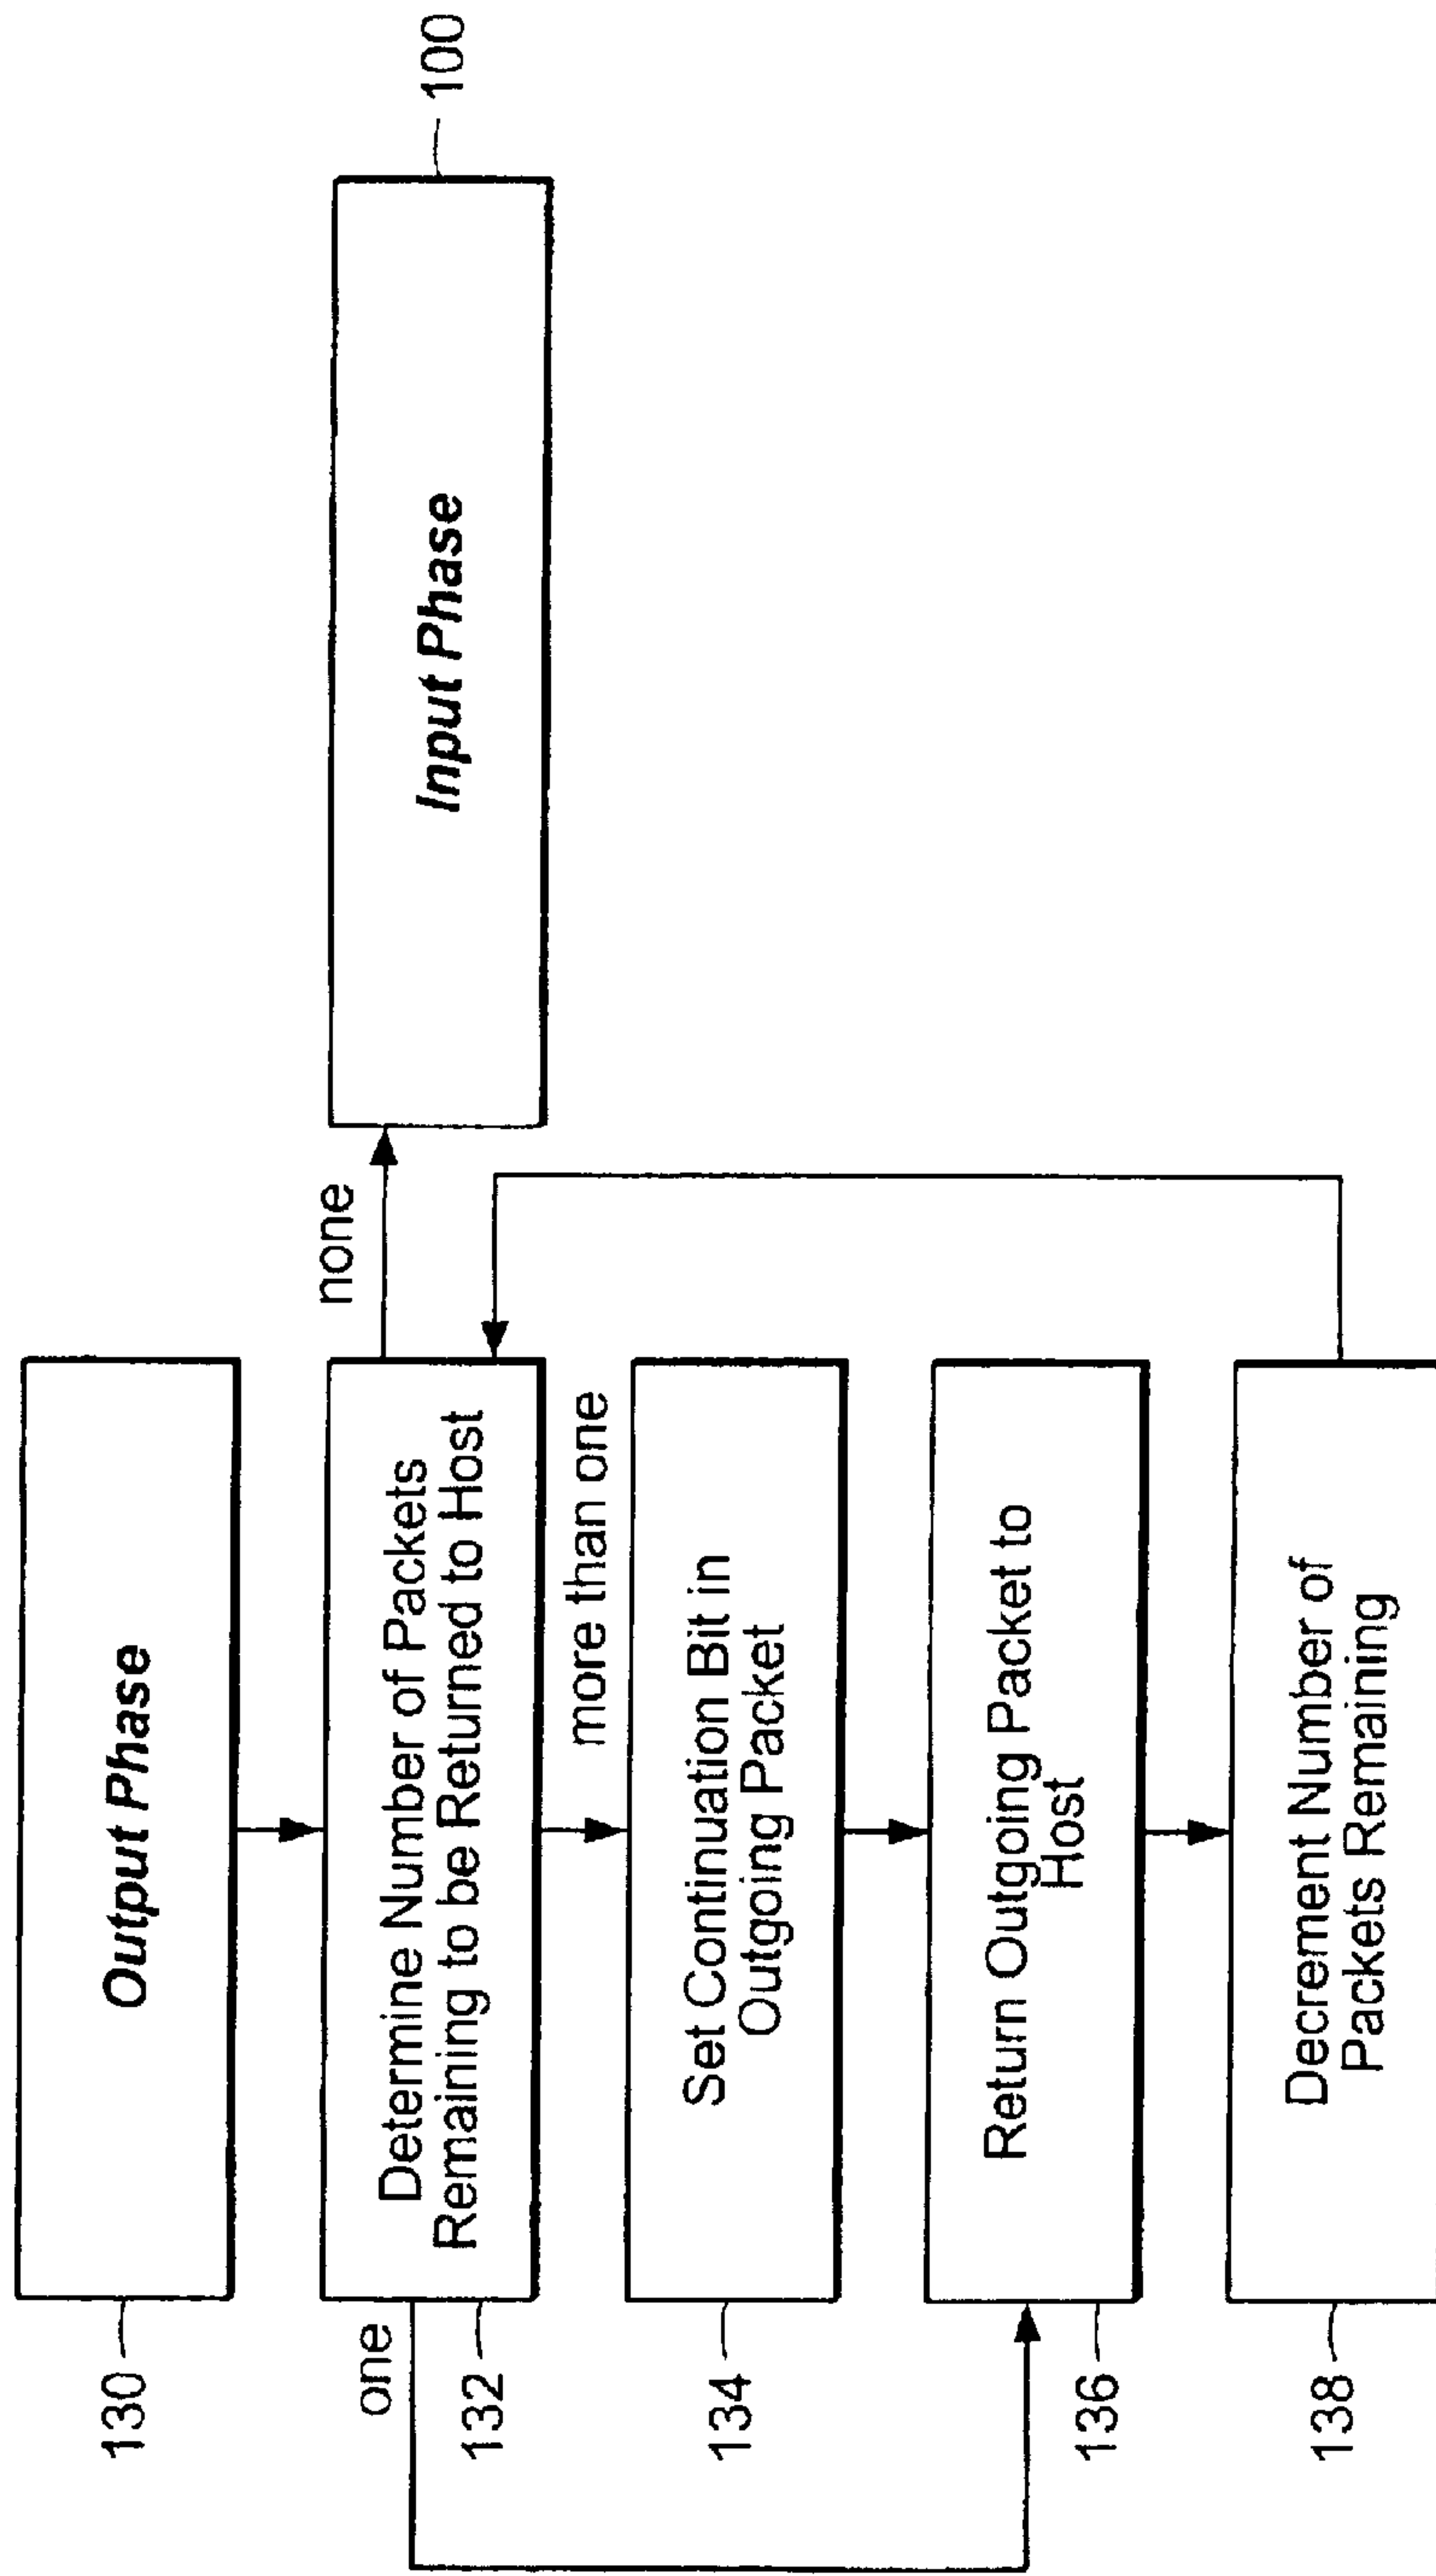 Output Phase
130
Determine Number of Packets
Remaining to be Returned to Host
132
none
Input Phase
100
one
more than one
Set Continuation Bit in
Outgoing Packet
134
Return Outgoing Packet to
Host
136
Decrement Number of
Packets Remaining
138